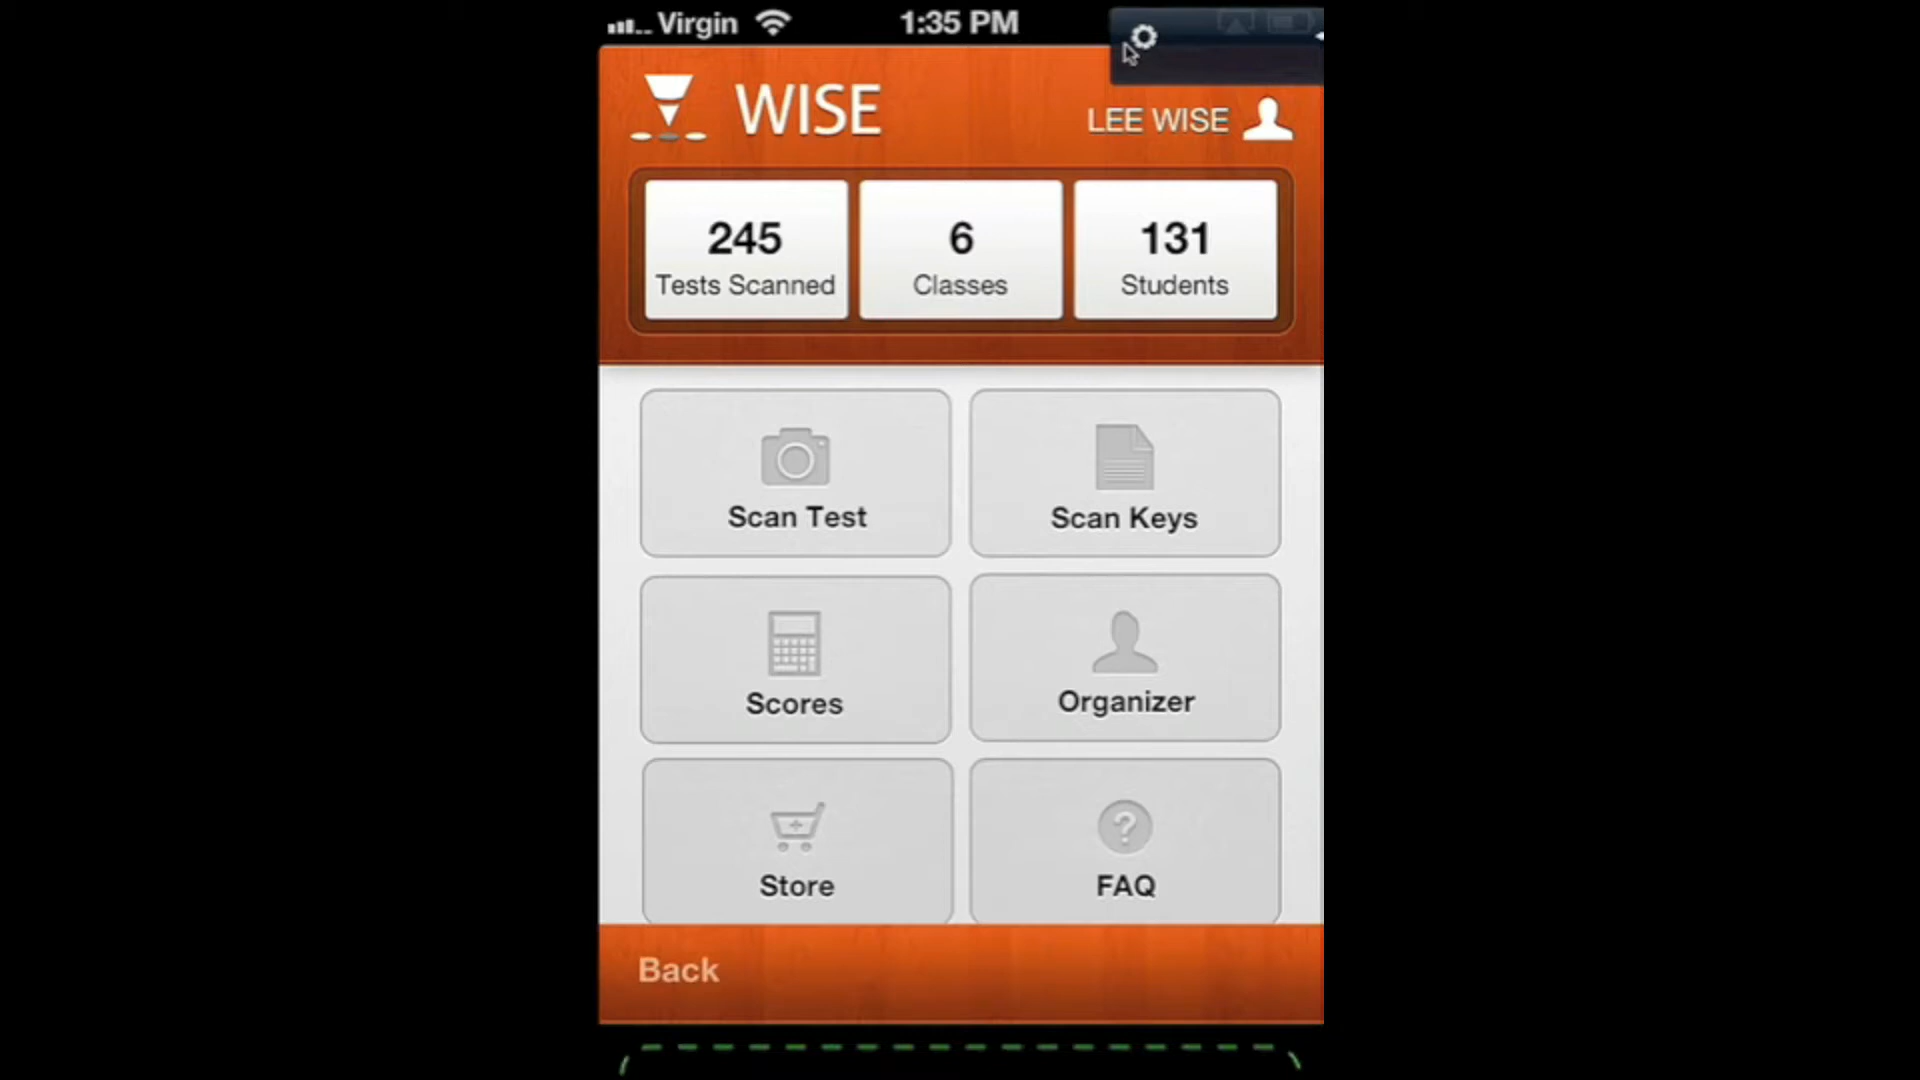 Virgin 1:35 PM
WISE
LEE WISE
245 6 131
Tests Scanned Classes Students
Scan Test Scan Keys
Scores Organizer
Store FAQ
Back